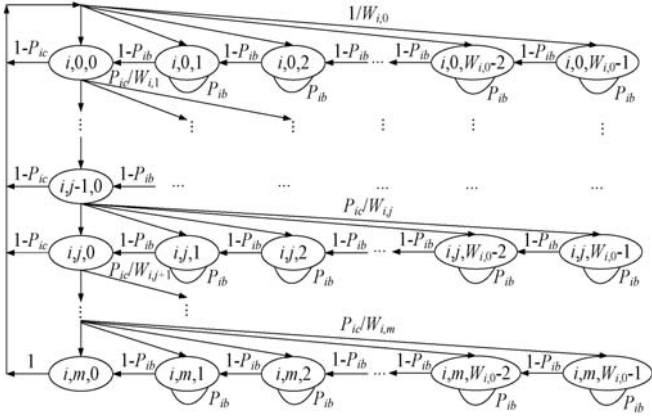 1/W_{i,0}
1-P_{ic} 1-P_{ib} 1-P_{ib} 1-P_{ib} 1-P_{ib} 1-P_{ib}
i,0,0 i,0,1 i,0,2 ... i,0,W_{i,0}-2 i,0,W_{i,0}-1
P_{ic}/W_{i,1} P_{ib} P_{ib} P_{ib} P_{ib}
⋮ ⋮ ⋮ ⋮ ⋮ ⋮
1-P_{ic} 1-P_{ib}
i,j-1,0 ... ... ... ... ...
P_{ic}/W_{i,j}
1-P_{ic} 1-P_{ib} 1-P_{ib} 1-P_{ib} 1-P_{ib} 1-P_{ib}
i,j,0 i,j,1 i,j,2 ... i,j,W_{i,0}-2 i,j,W_{i,0}-1
P_{ic}/W_{i,j+1} P_{ib} P_{ib} P_{ib} P_{ib}
⋮ ⋮
P_{ic}/W_{i,m}
1 1-P_{ib} 1-P_{ib} 1-P_{ib} 1-P_{ib} 1-P_{ib}
i,m,0 i,m,1 i,m,2 ... i,m,W_{i,0}-2 i,m,W_{i,0}-1
P_{ib} P_{ib} P_{ib} P_{ib}